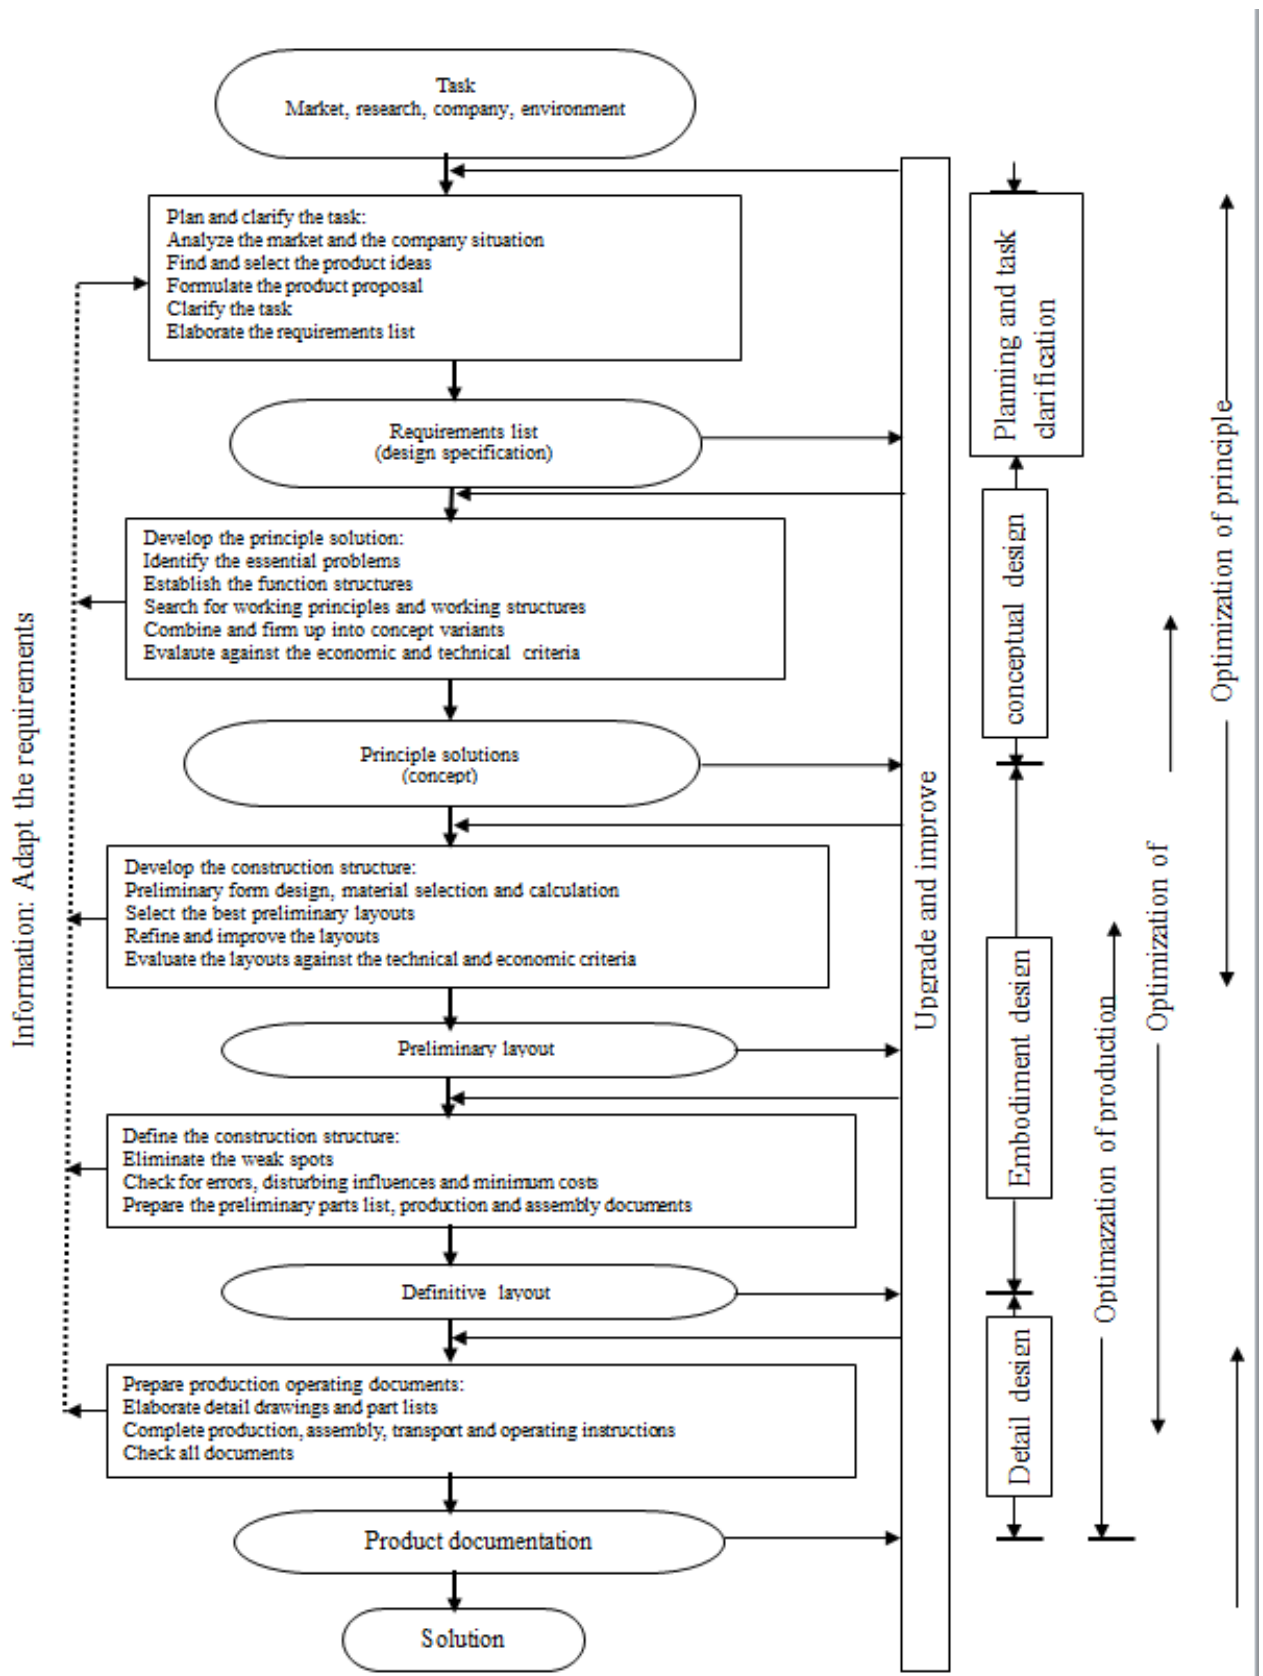 Task
Market, research, company, environment
Plan and clarify the task:
Analyze the market and the company situation
Find and select the product ideas
Formulate the product proposal
Clarify the task
Elaborate the requirements list
Requirements list
(design specification)
Develop the principle solution:
Identify the essential problems
Establish the function structures
Search for working principles and working structures
Combine and firm up into concept variants
Evalaute against the economic and technical criteria
Principle solutions
(concept)
Develop the construction structure:
Preliminary form design, material selection and calculation
Select the best preliminary layouts
Refine and improve the layouts
Evaluate the layouts against the technical and economic criteria
Preliminary layout
Define the construction structure:
Eliminate the weak spots
Check for errors, disturbing influences and minimum costs
Prepare the preliminary parts list, production and assembly documents
Definitive layout
Prepare production operating documents:
Elaborate detail drawings and part lists
Complete production, assembly, transport and operating instructions
Check all documents
Product documentation
Solution
Information: Adapt the requirements
Upgrade and improve
Planning and task
clarification
conceptual design
Embodiment design
Detail design
Optimazation of production
Optimization of
Optimization of principle